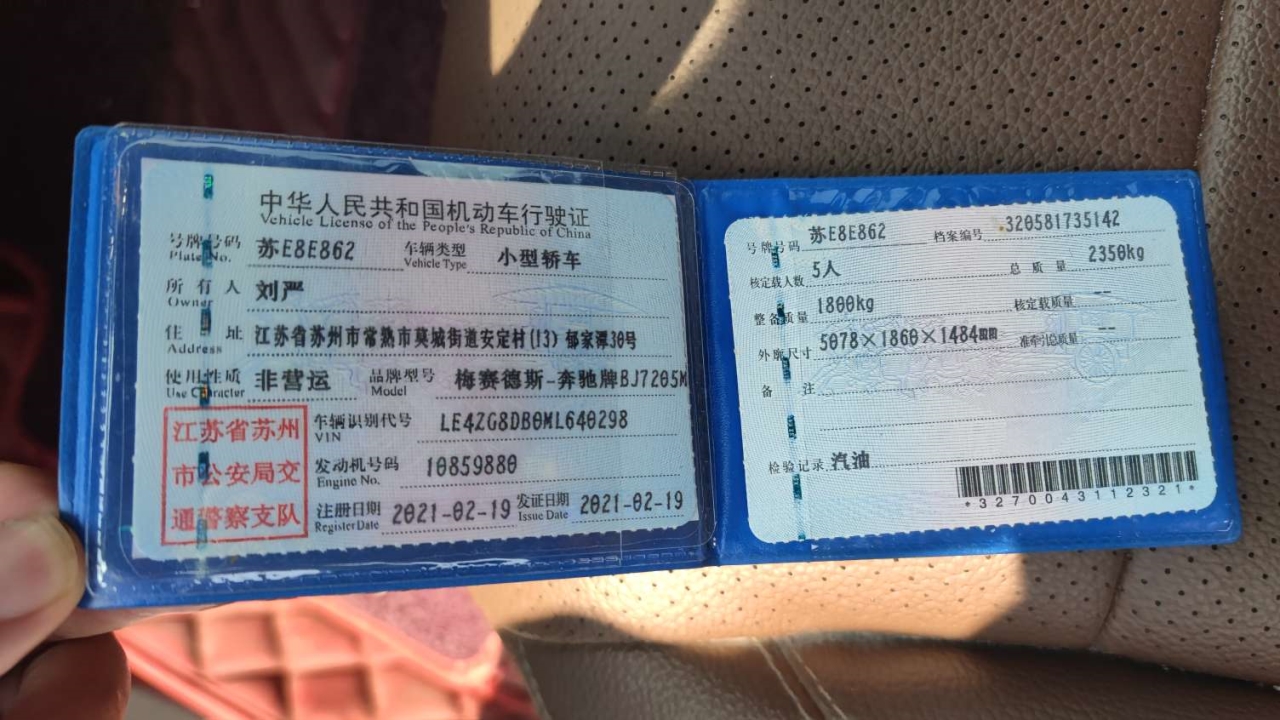 中华人民共和国机动车行驶证
Vehicle License of the People's Republic of China
号牌号码 苏E8E862 车辆类型 小型轿车
Plate No. Vehicle Type
所有人 刘严
Owner
住址 江苏省苏州市常熟市莫城街道安定村(13)郁家潭30号
Address
使用性质 非营运 品牌型号 梅赛德斯-奔驰牌BJ7205M
Use Character Model
江苏省苏州
市公安局交
通警察支队
车辆识别代号 LE4ZG8DB0ML640298
VIN
发动机号码 10859880
Engine No.
注册日期 2021-02-19 发证日期 2021-02-19
Register Date Issue Date
号牌号码 苏E8E862 档案编号 320581735142
核定载人数 5人 总质量 2350kg
整备质量 1800kg 核定载质量 --
外廓尺寸 5078×1860×1484mm 准牵引总质量 --
备注
检验记录 汽油
*3270043112321*